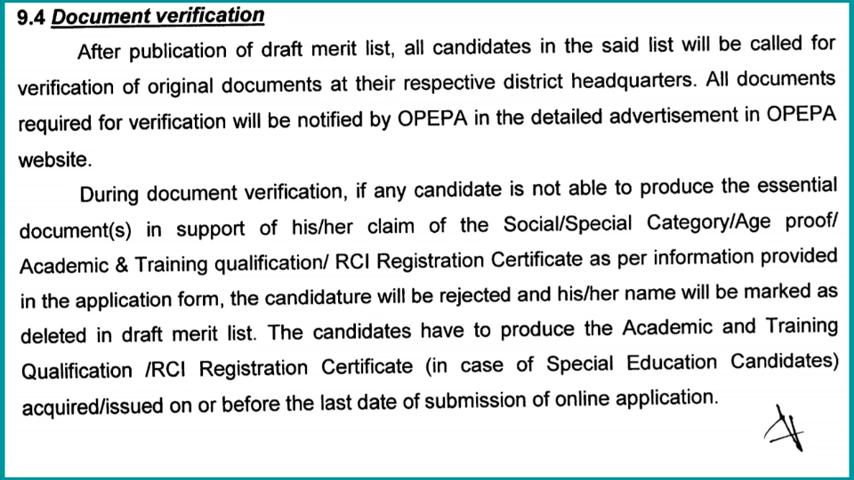 9.4 Document verification
After publication of draft merit list, all candidates in the said list will be called for
verification of original documents at their respective district headquarters. All documents
required for verification will be notified by OPEPA in the detailed advertisement in OPEPA
website.
During document verification, if any candidate is not able to produce the essential
document(s) in support of his/her claim of the Social/Special Category/Age proof/
Academic & Training qualification/ RCI Registration Certificate as per information provided
in the application form, the candidature will be rejected and his/her name will be marked as
deleted in draft merit list. The candidates have to produce the Academic and Training
Qualification /RCI Registration Certificate (in case of Special Education Candidates)
acquired/issued on or before the last date of submission of online application.